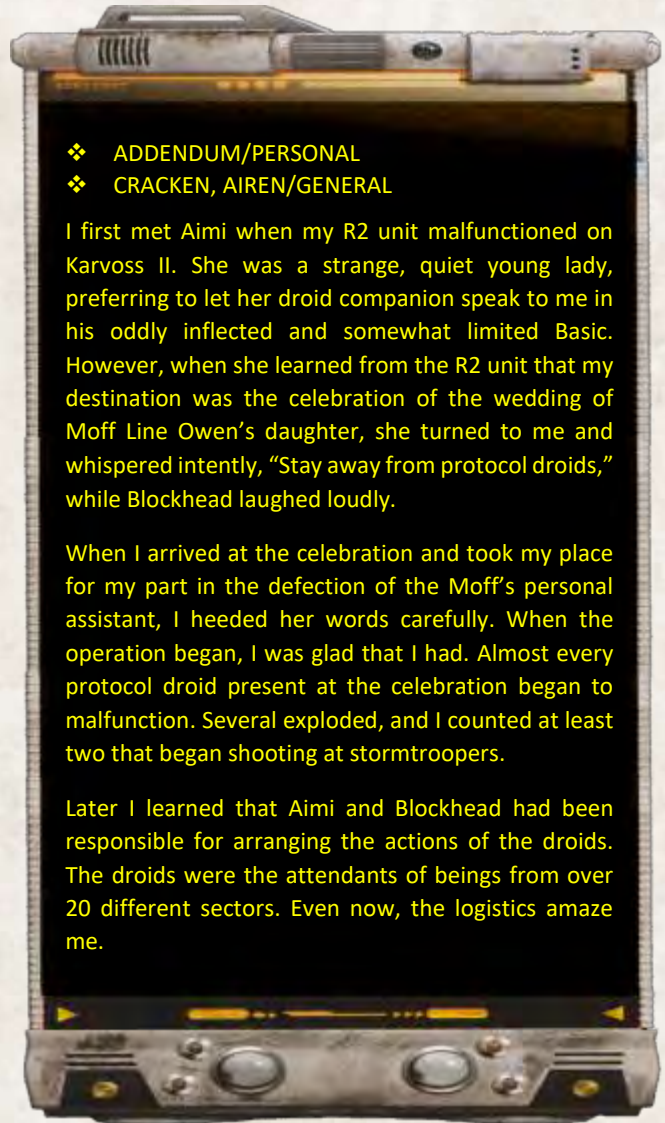 ❖ ADDENDUM/PERSONAL
❖ CRACKEN, AIREN/GENERAL
I first met Aimi when my R2 unit malfunctioned on
Karvoss II. She was a strange, quiet young lady,
preferring to let her droid companion speak to me in
his oddly inflected and somewhat limited Basic.
However, when she learned from the R2 unit that my
destination was the celebration of the wedding of
Moff Line Owen’s daughter, she turned to me and
whispered intently, “Stay away from protocol droids,”
while Blockhead laughed loudly.
When I arrived at the celebration and took my place
for my part in the defection of the Moff’s personal
assistant, I heeded her words carefully. When the
operation began, I was glad that I had. Almost every
protocol droid present at the celebration began to
malfunction. Several exploded, and I counted at least
two that began shooting at stormtroopers.
Later I learned that Aimi and Blockhead had been
responsible for arranging the actions of the droids.
The droids were the attendants of beings from over
20 different sectors. Even now, the logistics amaze
me.